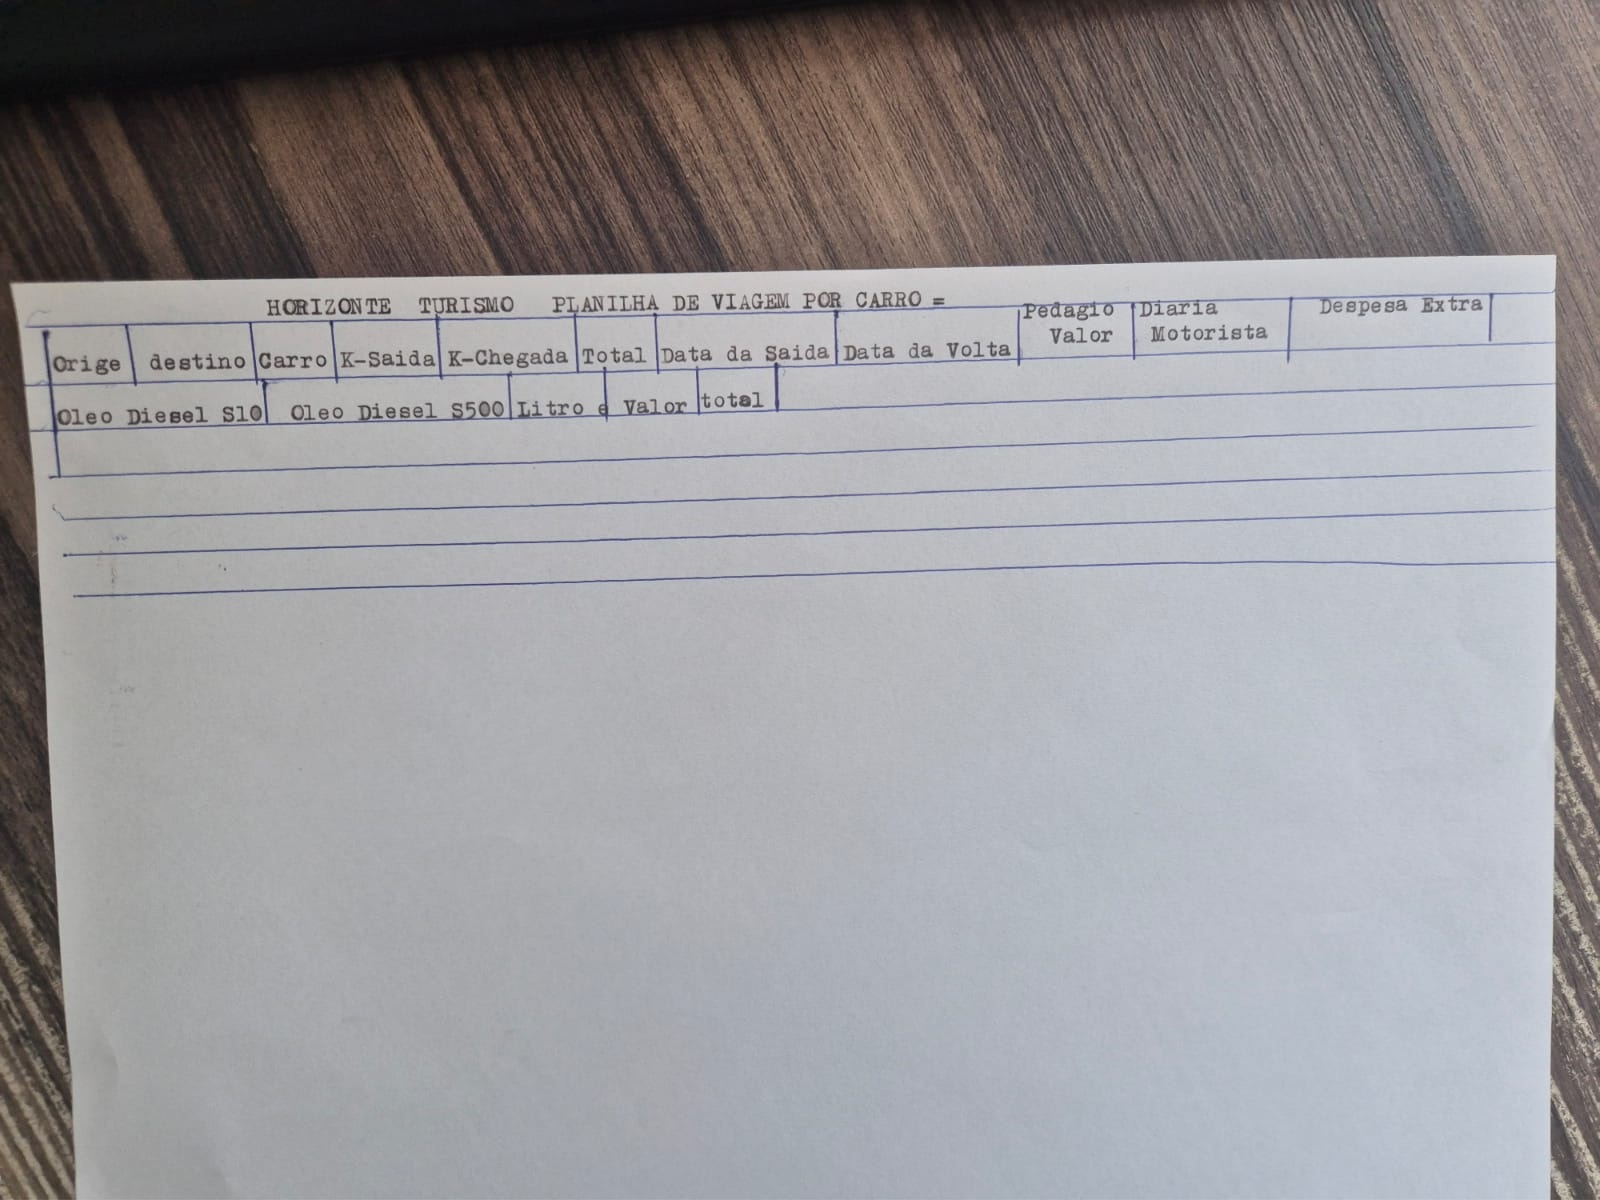 HORIZONTE TURISMO PLANILHA DE VIAGEM POR CARRO =
Pedagio Diaria Despesa Extra
Valor Motorista
Orige destino Carro K-Saida K-Chegada Total Data da Saida Data da Volta
Oleo Diesel S10 Oleo Diesel S500 Litro e Valor total